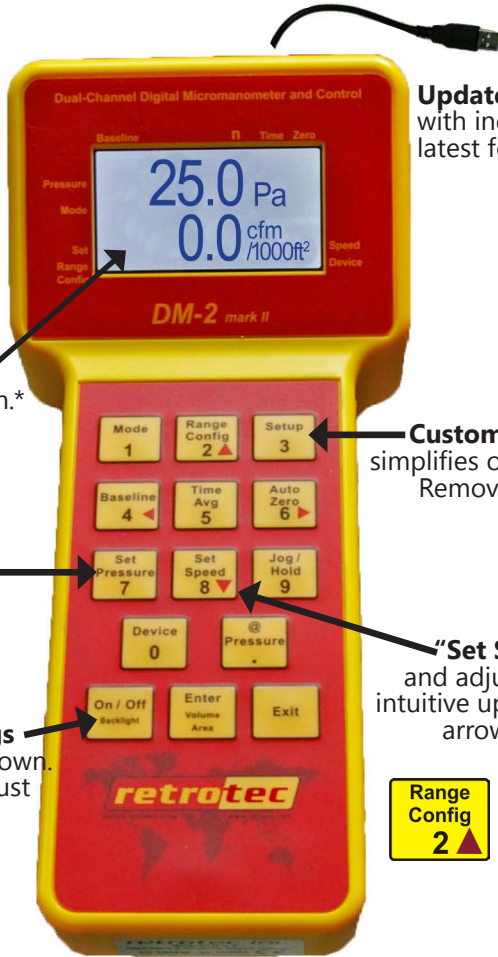 Update
with in
latest f
Dual-Channel Digital Micromanometer and Control
Baseline n Time Zero
Pressure
Mode
Set
Range
Config
25.0 Pa
0.0 cfm
/1000ft²
Speed
Device
DM-2 mark II
n.*
Mode
1
Range
Config
2
Setup
3
Custom
simplifies o
Remov
Baseline
4
Time
Avg
5
Auto
Zero
6
Set
Pressure
7
Set
Speed
8
Jog /
Hold
9
Device
0
@
Pressure
.
"Set S
and adju
intuitive up
arrow
On / Off
Backlight
Enter
Volume
Area
Exit
gs
own.
ust
retrotec
Range
Config
2